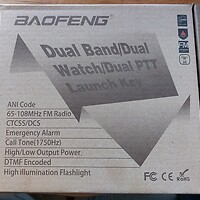 BAOFENG
Dual Band/Dual
Watch/Dual PTT
Launch Key
ANI Code
65-108MHz FM Radio
CTCSS/DCS
Emergency Alarm
Call Tone(1750Hz)
High/Low Output Power
DTMF Encoded
High illumination Flashlight
FC CE RoHS